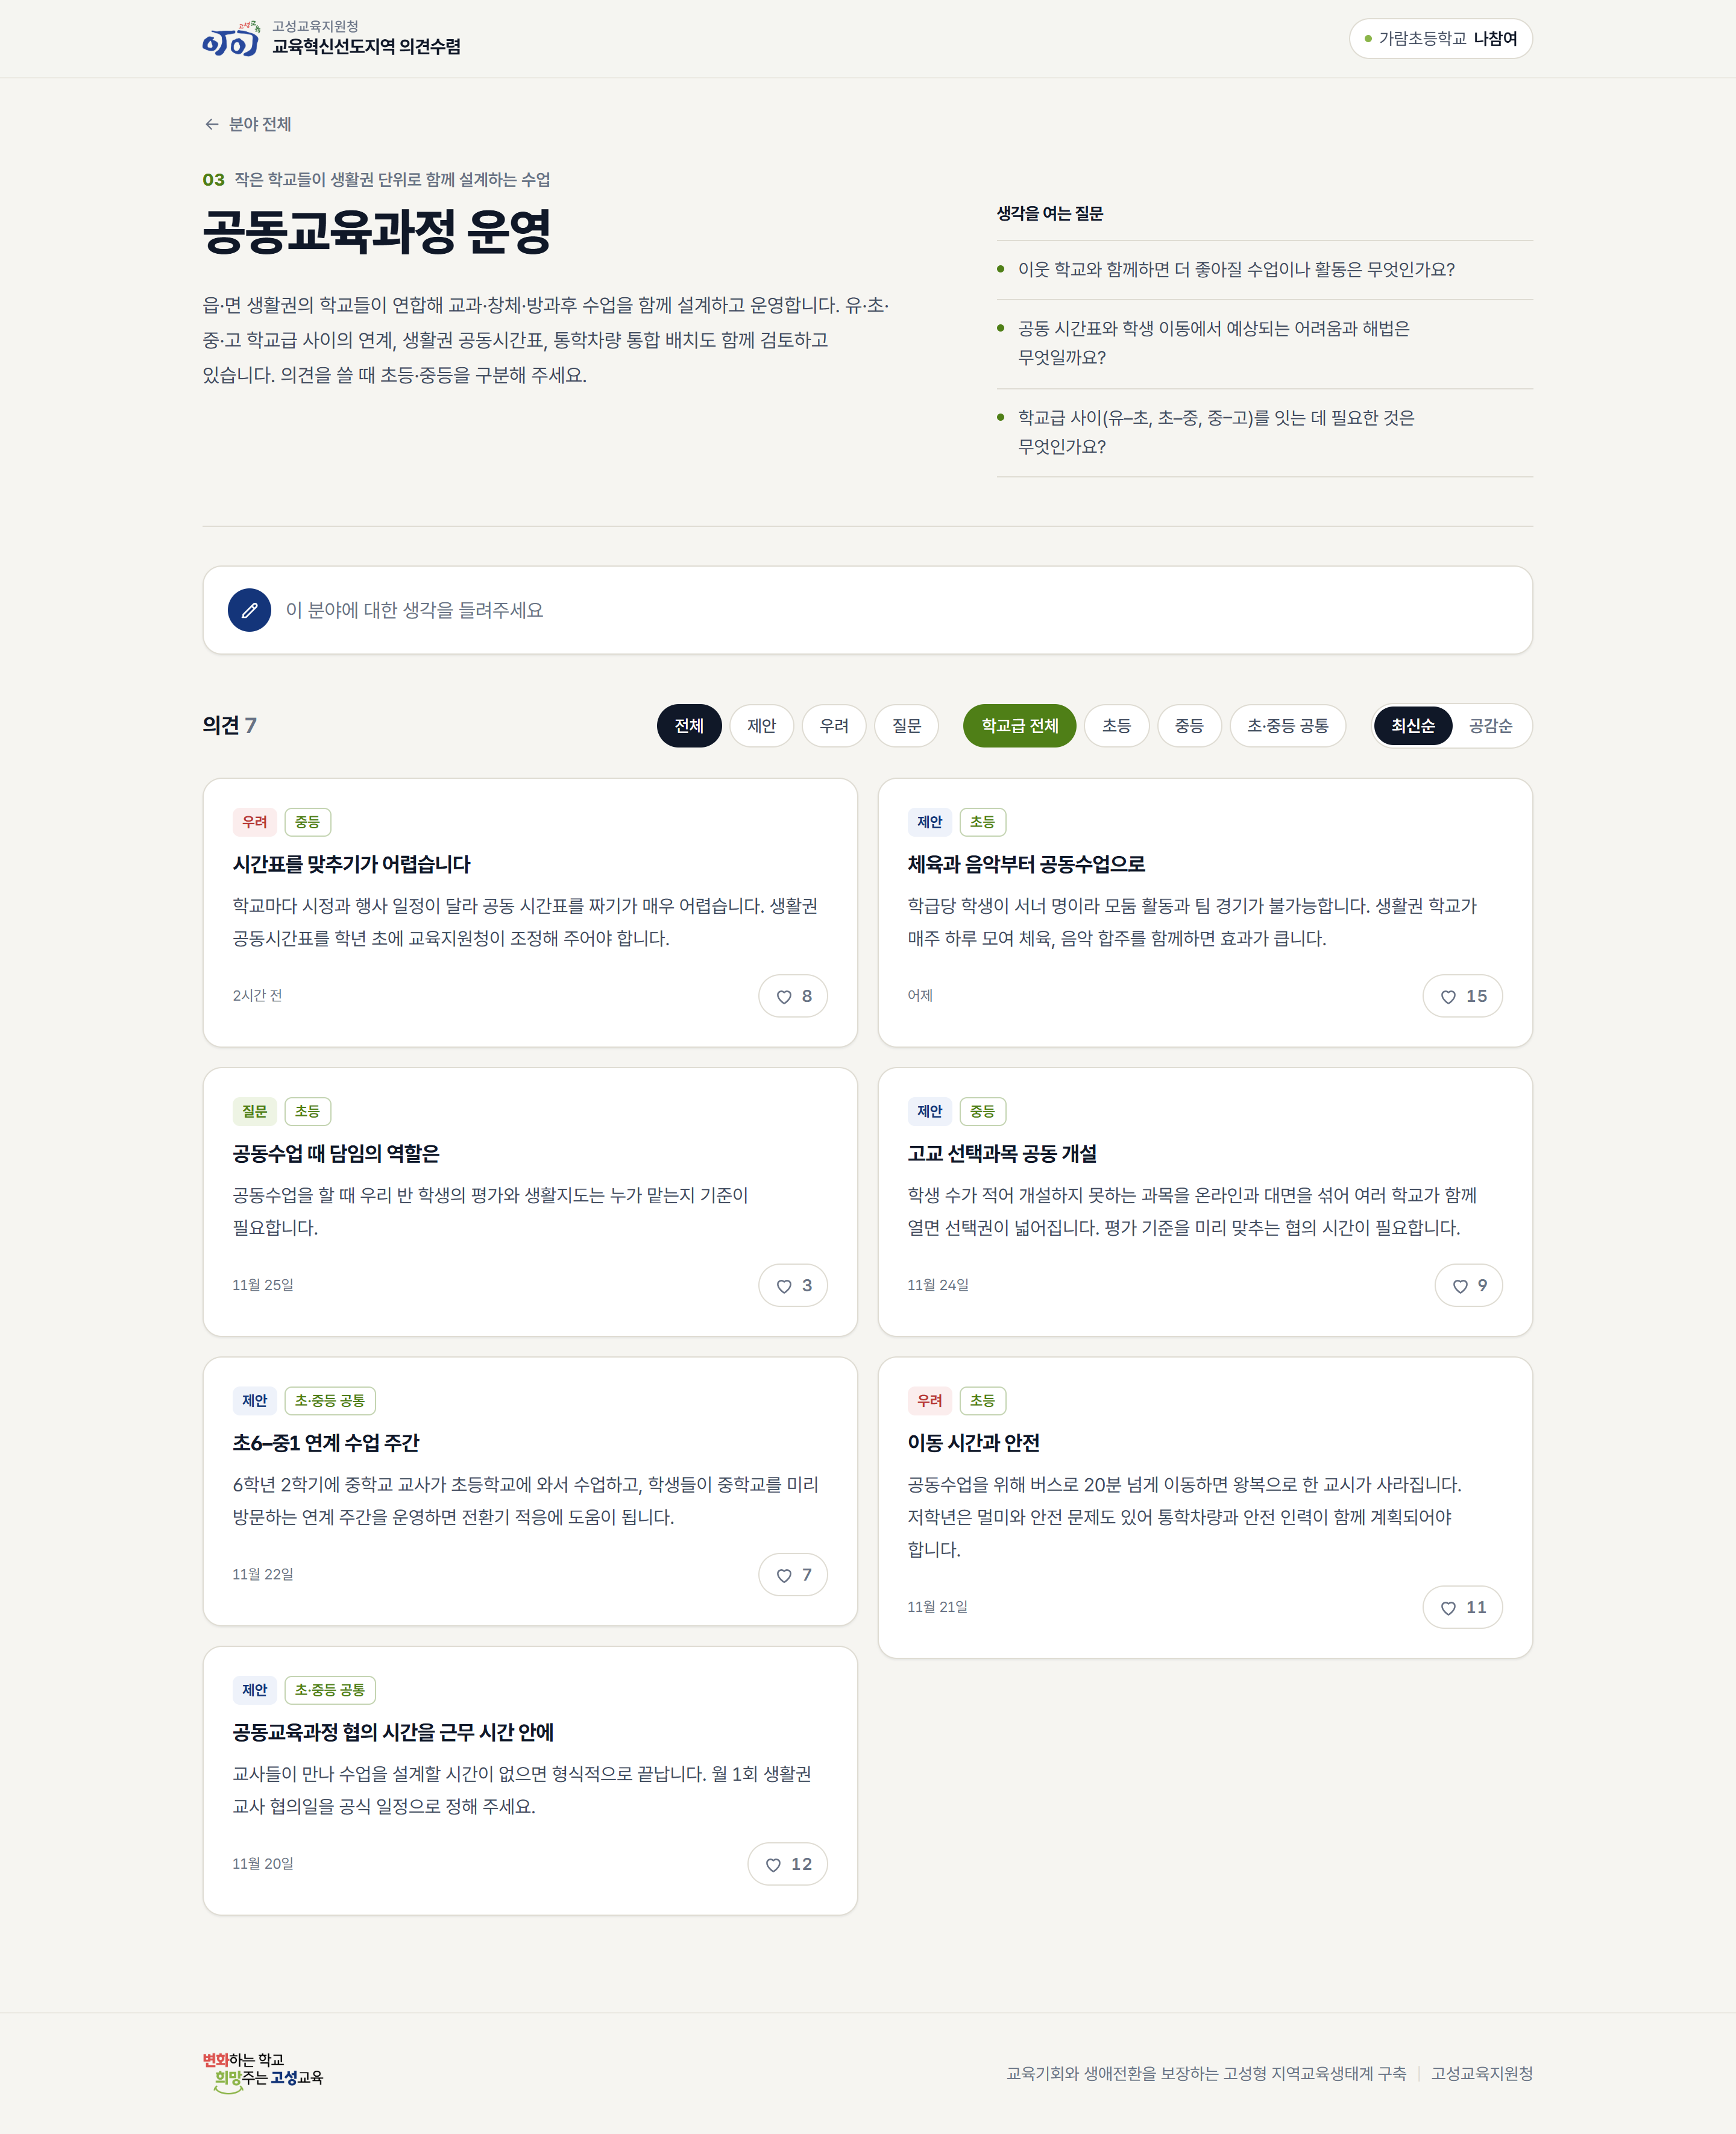 고성교육
야호
고성교육지원청
교육혁신선도지역 의견수렴
가람초등학교 나참여
← 분야 전체
03 작은 학교들이 생활권 단위로 함께 설계하는 수업
공동교육과정 운영
읍·면 생활권의 학교들이 연합해 교과·창체·방과후 수업을 함께 설계하고 운영합니다. 유·초·
중·고 학교급 사이의 연계, 생활권 공동시간표, 통학차량 통합 배치도 함께 검토하고
있습니다. 의견을 쓸 때 초등·중등을 구분해 주세요.
생각을 여는 질문
이웃 학교와 함께하면 더 좋아질 수업이나 활동은 무엇인가요?
공동 시간표와 학생 이동에서 예상되는 어려움과 해법은
무엇일까요?
학교급 사이(유–초, 초–중, 중–고)를 잇는 데 필요한 것은
무엇인가요?
이 분야에 대한 생각을 들려주세요
의견 7
전체 제안 우려 질문 학교급 전체 초등 중등 초·중등 공통 최신순 공감순
우려 중등
시간표를 맞추기가 어렵습니다
학교마다 시정과 행사 일정이 달라 공동 시간표를 짜기가 매우 어렵습니다. 생활권
공동시간표를 학년 초에 교육지원청이 조정해 주어야 합니다.
2시간 전 8
제안 초등
체육과 음악부터 공동수업으로
학급당 학생이 서너 명이라 모둠 활동과 팀 경기가 불가능합니다. 생활권 학교가
매주 하루 모여 체육, 음악 합주를 함께하면 효과가 큽니다.
어제 15
질문 초등
공동수업 때 담임의 역할은
공동수업을 할 때 우리 반 학생의 평가와 생활지도는 누가 맡는지 기준이
필요합니다.
11월 25일 3
제안 중등
고교 선택과목 공동 개설
학생 수가 적어 개설하지 못하는 과목을 온라인과 대면을 섞어 여러 학교가 함께
열면 선택권이 넓어집니다. 평가 기준을 미리 맞추는 협의 시간이 필요합니다.
11월 24일 9
제안 초·중등 공통
초6–중1 연계 수업 주간
6학년 2학기에 중학교 교사가 초등학교에 와서 수업하고, 학생들이 중학교를 미리
방문하는 연계 주간을 운영하면 전환기 적응에 도움이 됩니다.
11월 22일 7
우려 초등
이동 시간과 안전
공동수업을 위해 버스로 20분 넘게 이동하면 왕복으로 한 교시가 사라집니다.
저학년은 멀미와 안전 문제도 있어 통학차량과 안전 인력이 함께 계획되어야
합니다.
11월 21일 11
제안 초·중등 공통
공동교육과정 협의 시간을 근무 시간 안에
교사들이 만나 수업을 설계할 시간이 없으면 형식적으로 끝납니다. 월 1회 생활권
교사 협의일을 공식 일정으로 정해 주세요.
11월 20일 12
변화하는 학교
희망주는 고성교육
교육기회와 생애전환을 보장하는 고성형 지역교육생태계 구축 | 고성교육지원청